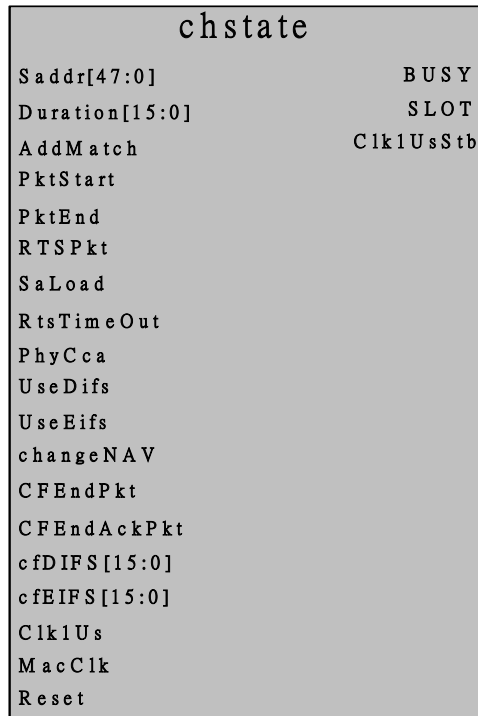 chstate
Saddr[47:0] BUSY
Duration[15:0] SLOT
AddMatch Clk1UsStb
PktStart
PktEnd
RTSPkt
SaLoad
RtsTimeOut
PhyCca
UseDifs
UseEifs
changeNAV
CFEndPkt
CFEndAckPkt
cfDIFS[15:0]
cfEIFS[15:0]
Clk1Us
MacClk
Reset